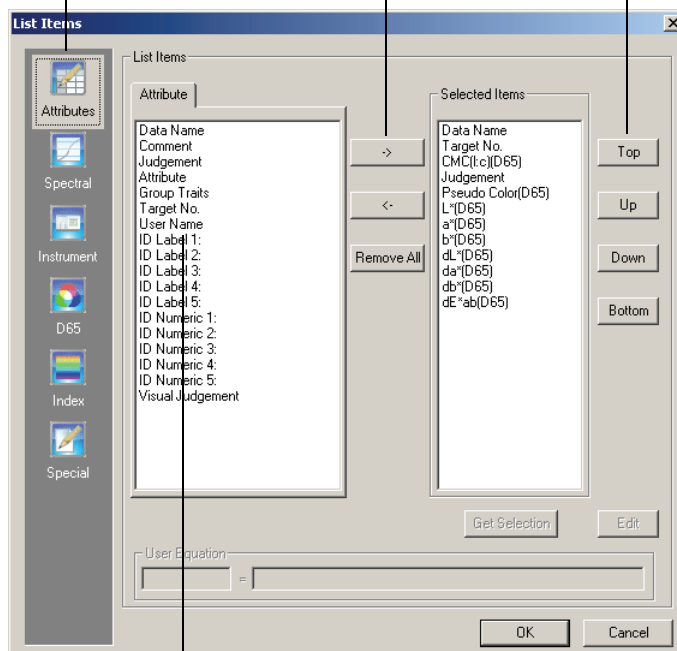 List Items
Attributes
Spectral
Instrument
D65
Index
Special
List Items
Attribute
Data Name
Comment
Judgement
Attribute
Group Traits
Target No.
User Name
ID Label 1:
ID Label 2:
ID Label 3:
ID Label 4:
ID Label 5:
ID Numeric 1:
ID Numeric 2:
ID Numeric 3:
ID Numeric 4:
ID Numeric 5:
Visual Judgement
->
<-
Remove All
Selected Items
Data Name
Target No.
CMC(l:c)(D65)
Judgement
Pseudo Color(D65)
L*(D65)
a*(D65)
b*(D65)
dL*(D65)
da*(D65)
db*(D65)
dE*ab(D65)
Top
Up
Down
Bottom
Get Selection
Edit
User Equation
=
OK
Cancel